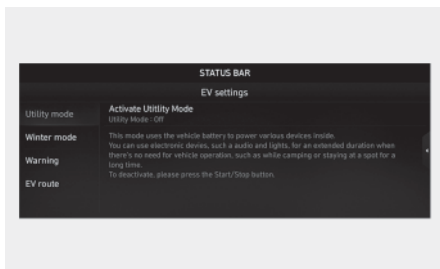 STATUS BAR
EV settings
Utility mode
Winter mode
Warning
EV route
Activate Utitlity Mode
Utility Mode : Off
This mode uses the vehicle battery to power various devices inside.
You can use electronic devies, such a audio and lights, for an extended duration when
there's no need for vehicle operation, such as while camping or staying at a spot for a
long time.
To deactivate, please press the Start/Stop button.